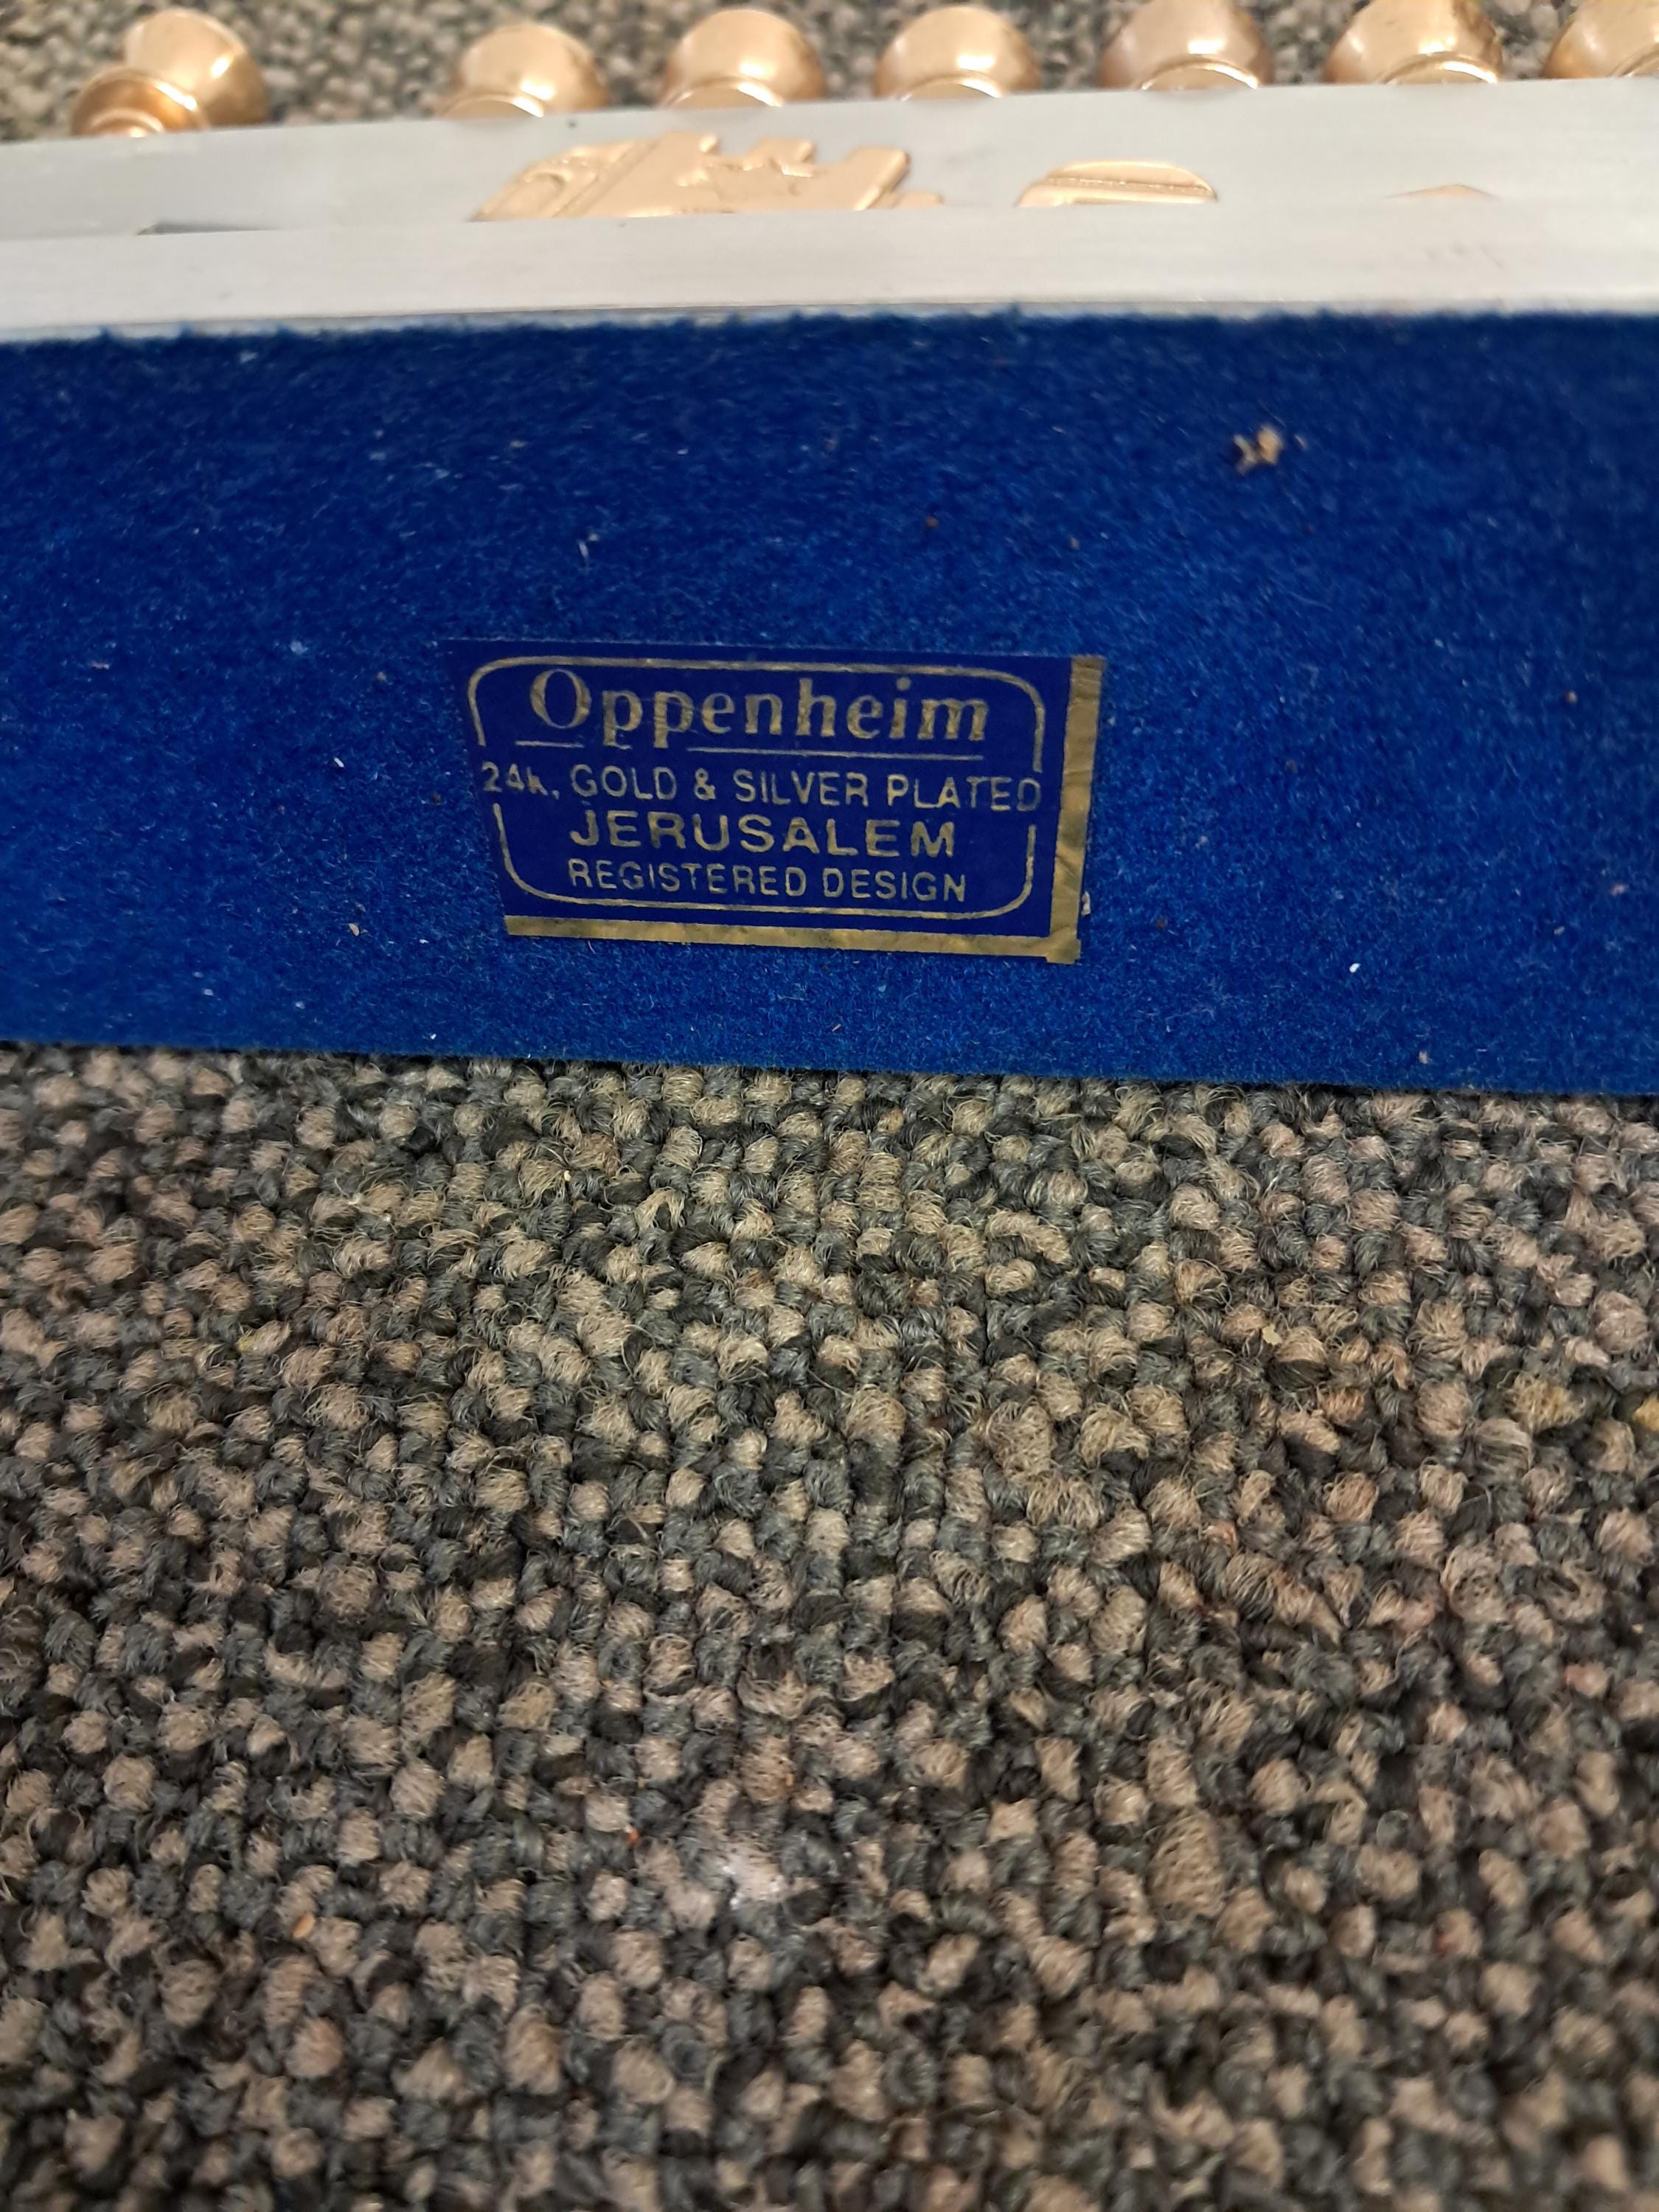 Oppenheim
24k, GOLD & SILVER PLATED
JERUSALEM
REGISTERED DESIGN